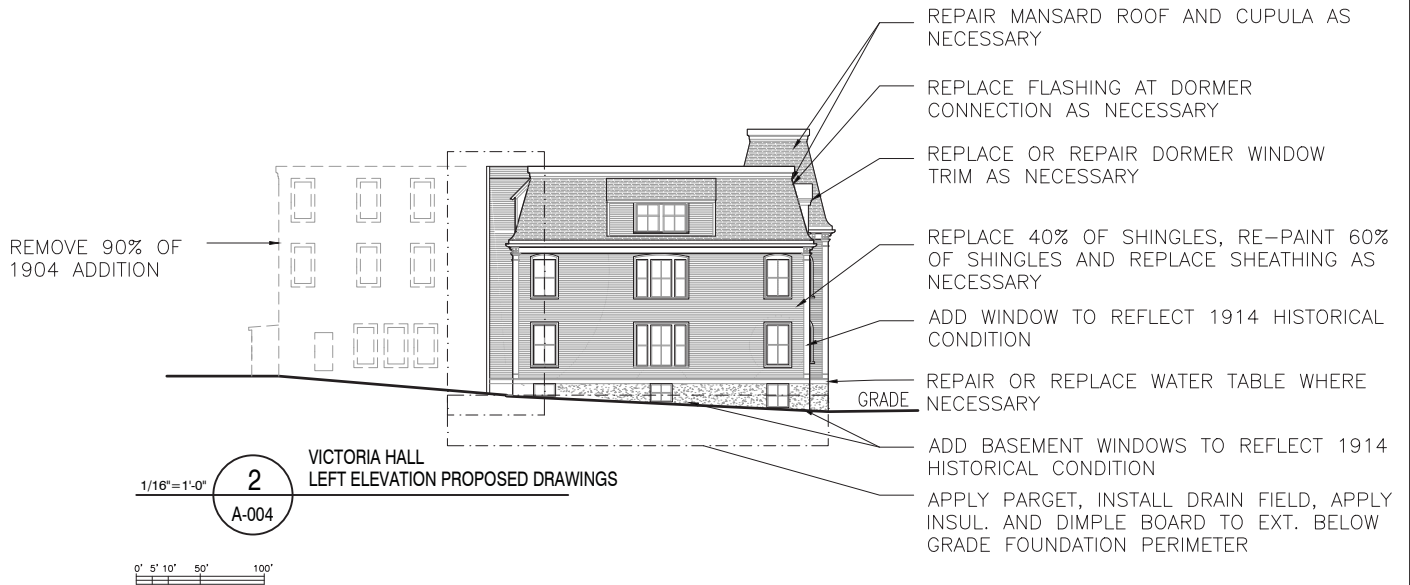 REPAIR MANSARD ROOF AND CUPULA AS
NECESSARY
REPLACE FLASHING AT DORMER
CONNECTION AS NECESSARY
REPLACE OR REPAIR DORMER WINDOW
TRIM AS NECESSARY
REMOVE 90% OF
1904 ADDITION
REPLACE 40% OF SHINGLES, RE-PAINT 60%
OF SHINGLES AND REPLACE SHEATHING AS
NECESSARY
ADD WINDOW TO REFLECT 1914 HISTORICAL
CONDITION
REPAIR OR REPLACE WATER TABLE WHERE
NECESSARY
GRADE
ADD BASEMENT WINDOWS TO REFLECT 1914
HISTORICAL CONDITION
APPLY PARGET, INSTALL DRAIN FIELD, APPLY
INSUL. AND DIMPLE BOARD TO EXT. BELOW
GRADE FOUNDATION PERIMETER
1/16"=1'-0"
2
A-004
VICTORIA HALL
LEFT ELEVATION PROPOSED DRAWINGS
0' 5' 10' 50' 100'